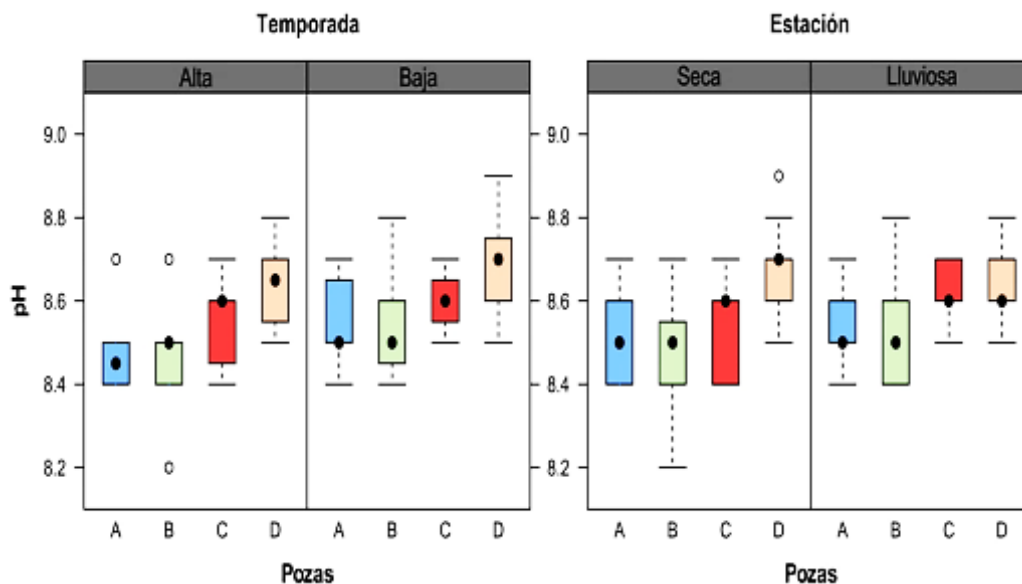 Temporada Estación
Alta Baja Seca Lluviosa
9.0 9.0
8.8 8.8
8.6 8.6
8.4 8.4
8.2 8.2
pH
A B C D A B C D A B C D A B C D
Pozas Pozas